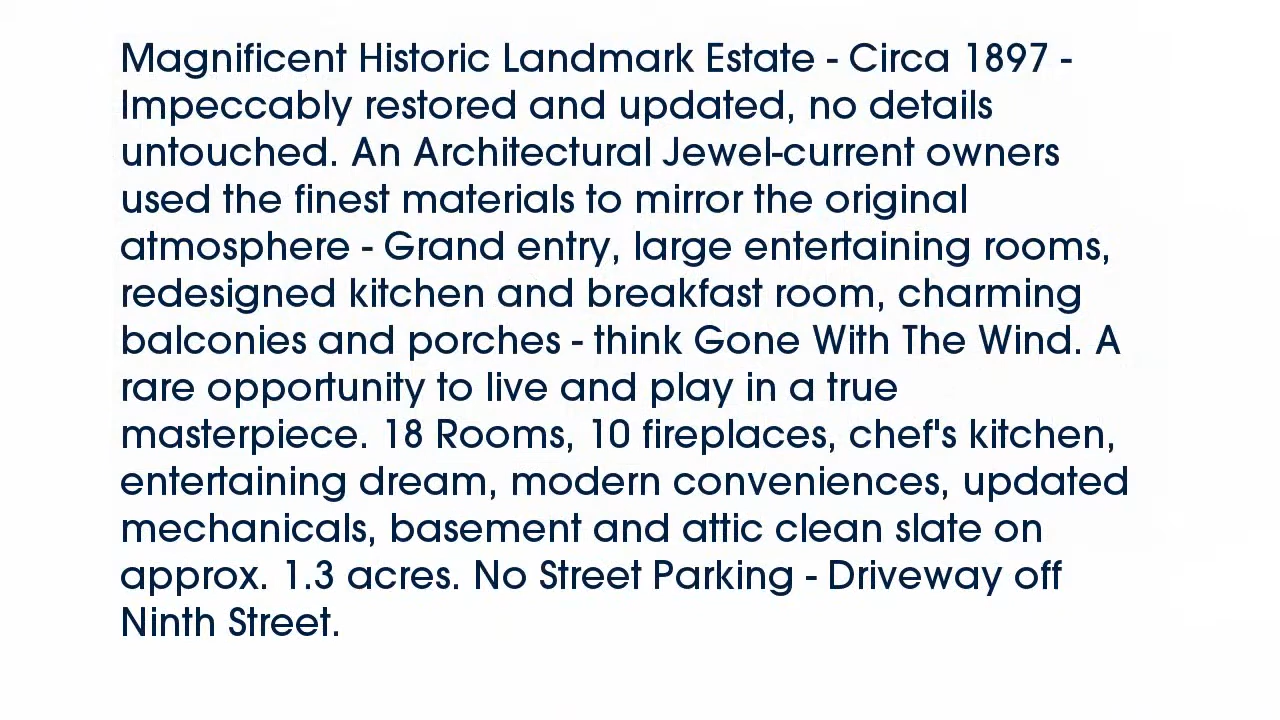 Magnificent Historic Landmark Estate - Circa 1897 -
Impeccably restored and updated, no details
untouched. An Architectural Jewel-current owners
used the finest materials to mirror the original
atmosphere - Grand entry, large entertaining rooms,
redesigned kitchen and breakfast room, charming
balconies and porches - think Gone With The Wind. A
rare opportunity to live and play in a true
masterpiece. 18 Rooms, 10 fireplaces, chef's kitchen,
entertaining dream, modern conveniences, updated
mechanicals, basement and attic clean slate on
approx. 1.3 acres. No Street Parking - Driveway off
Ninth Street.